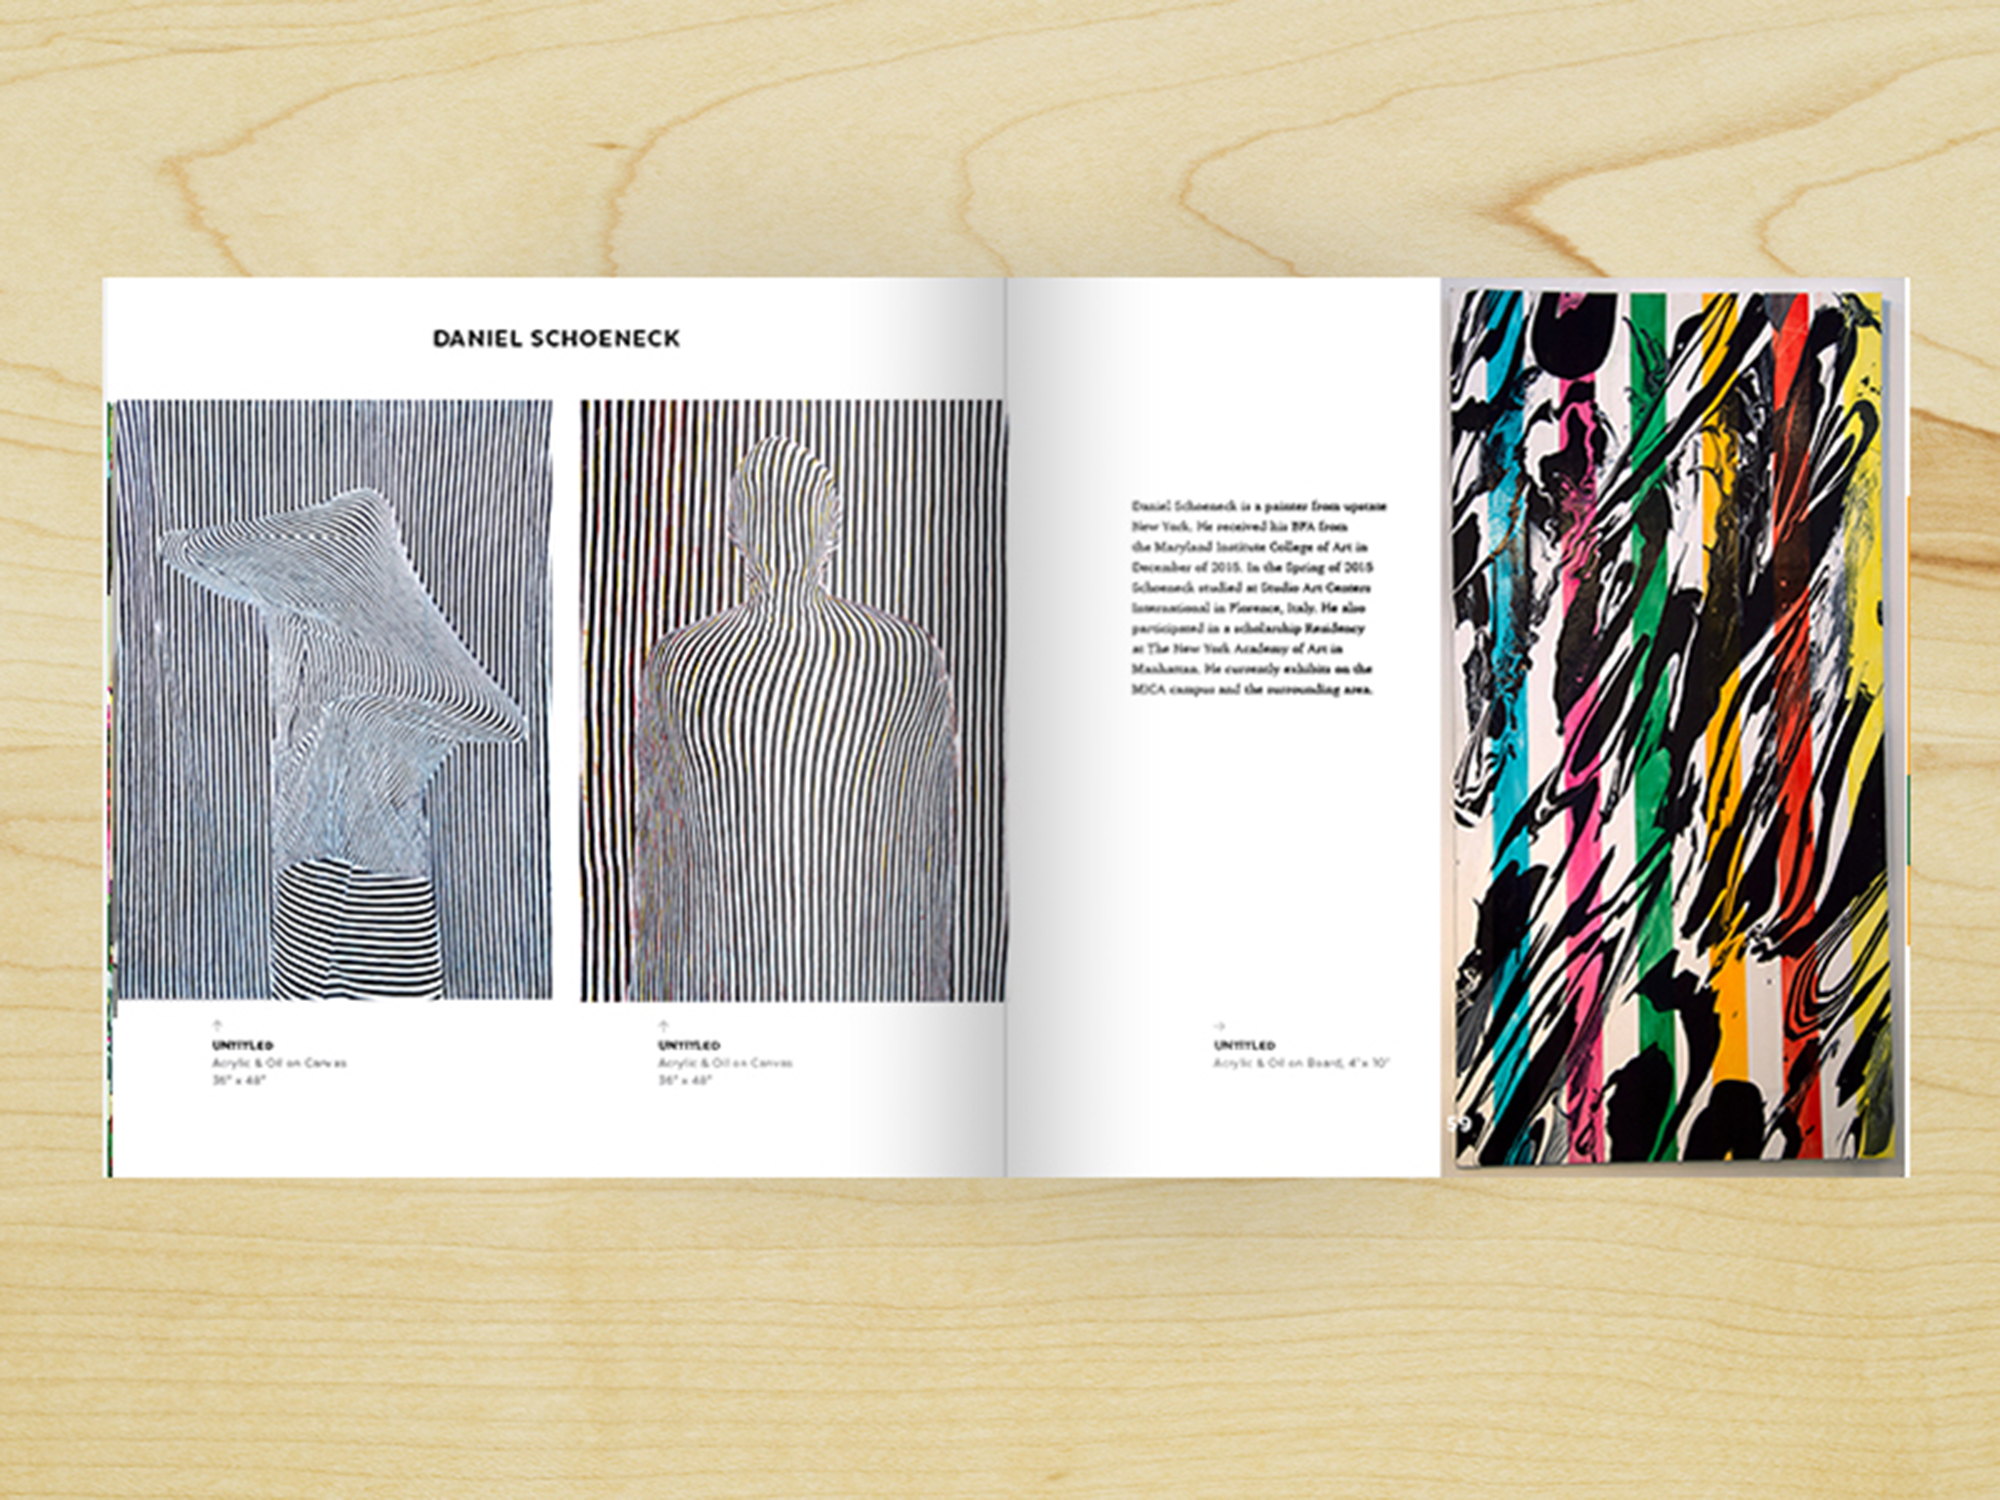 DANIEL SCHOENECK
↑
UNTITLED
Acrylic & Oil on Canvas
36" x 48"
↑
UNTITLED
Acrylic & Oil on Canvas
36" x 48"
Daniel Schoeneck is a painter from upstate
New York. He received his BFA from
the Maryland Institute College of Art in
December of 2015. In the Spring of 2015
Schoeneck studied at Studio Art Centers
International in Florence, Italy. He also
participated in a scholarship Residency
at The New York Academy of Art in
Manhattan. He currently exhibits on the
MICA campus and the surrounding area.
→
UNTITLED
Acrylic & Oil on Board, 4" x 10"
59